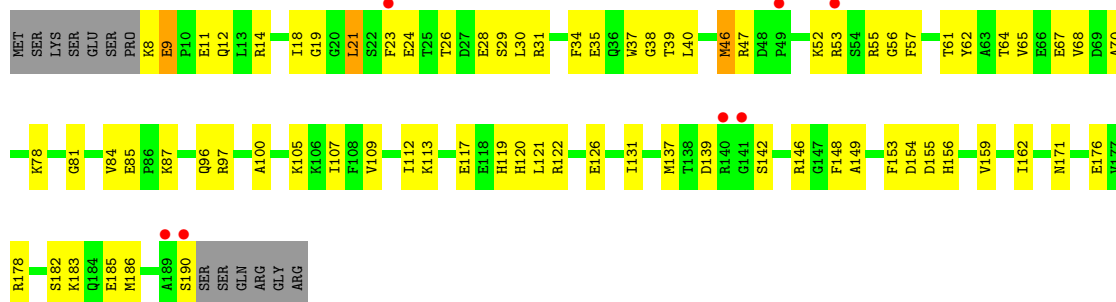 MET SER LYS SER GLU SER PRO K8 E9 P10 E11 Q12 L13 R14 I18 G19 G20 L21 S22 F23 E24 T25 T26 D27 E28 S29 L30 R31 F34 E35 Q36 W37 G38 T39 L40 M46 R47 D48 P49 K52 R53 S54 R55 G56 F57 T61 Y62 A63 T64 V65 E66 E67 V68 D69 A70
K78 G81 V84 E85 P86 K87 Q96 R97 A100 K105 K106 I107 F108 V109 I112 K113 E117 E118 H119 H120 L121 R122 E126 I131 M137 T138 D139 R140 G141 S142 R146 G147 F148 A149 F153 D154 D155 H156 V159 I162 N171 E176 V177
R178 S182 K183 Q184 E185 M186 A189 S190 SER SER GLN ARG GLY ARG